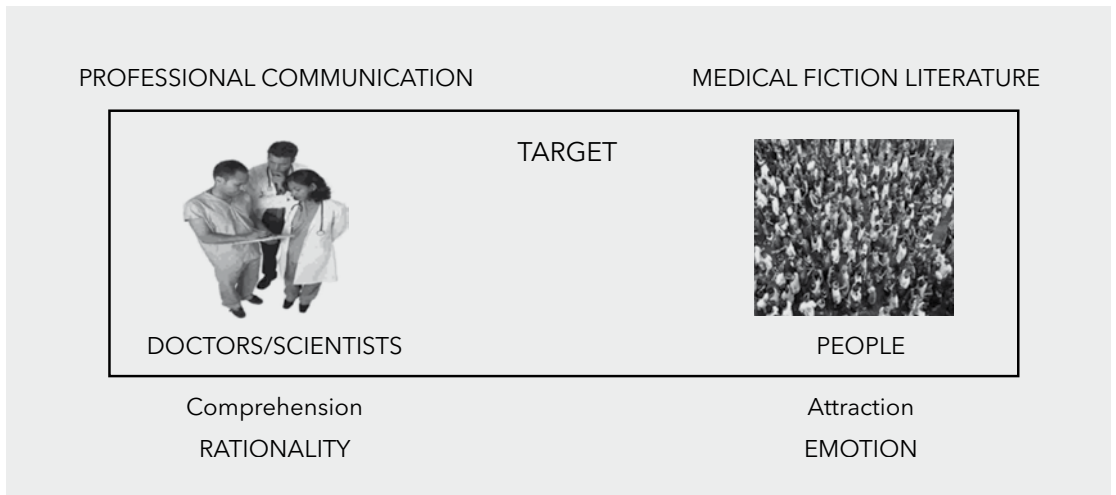 PROFESSIONAL COMMUNICATION
MEDICAL FICTION LITERATURE
TARGET
DOCTORS/SCIENTISTS
PEOPLE
Comprehension
Attraction
RATIONALITY
EMOTION